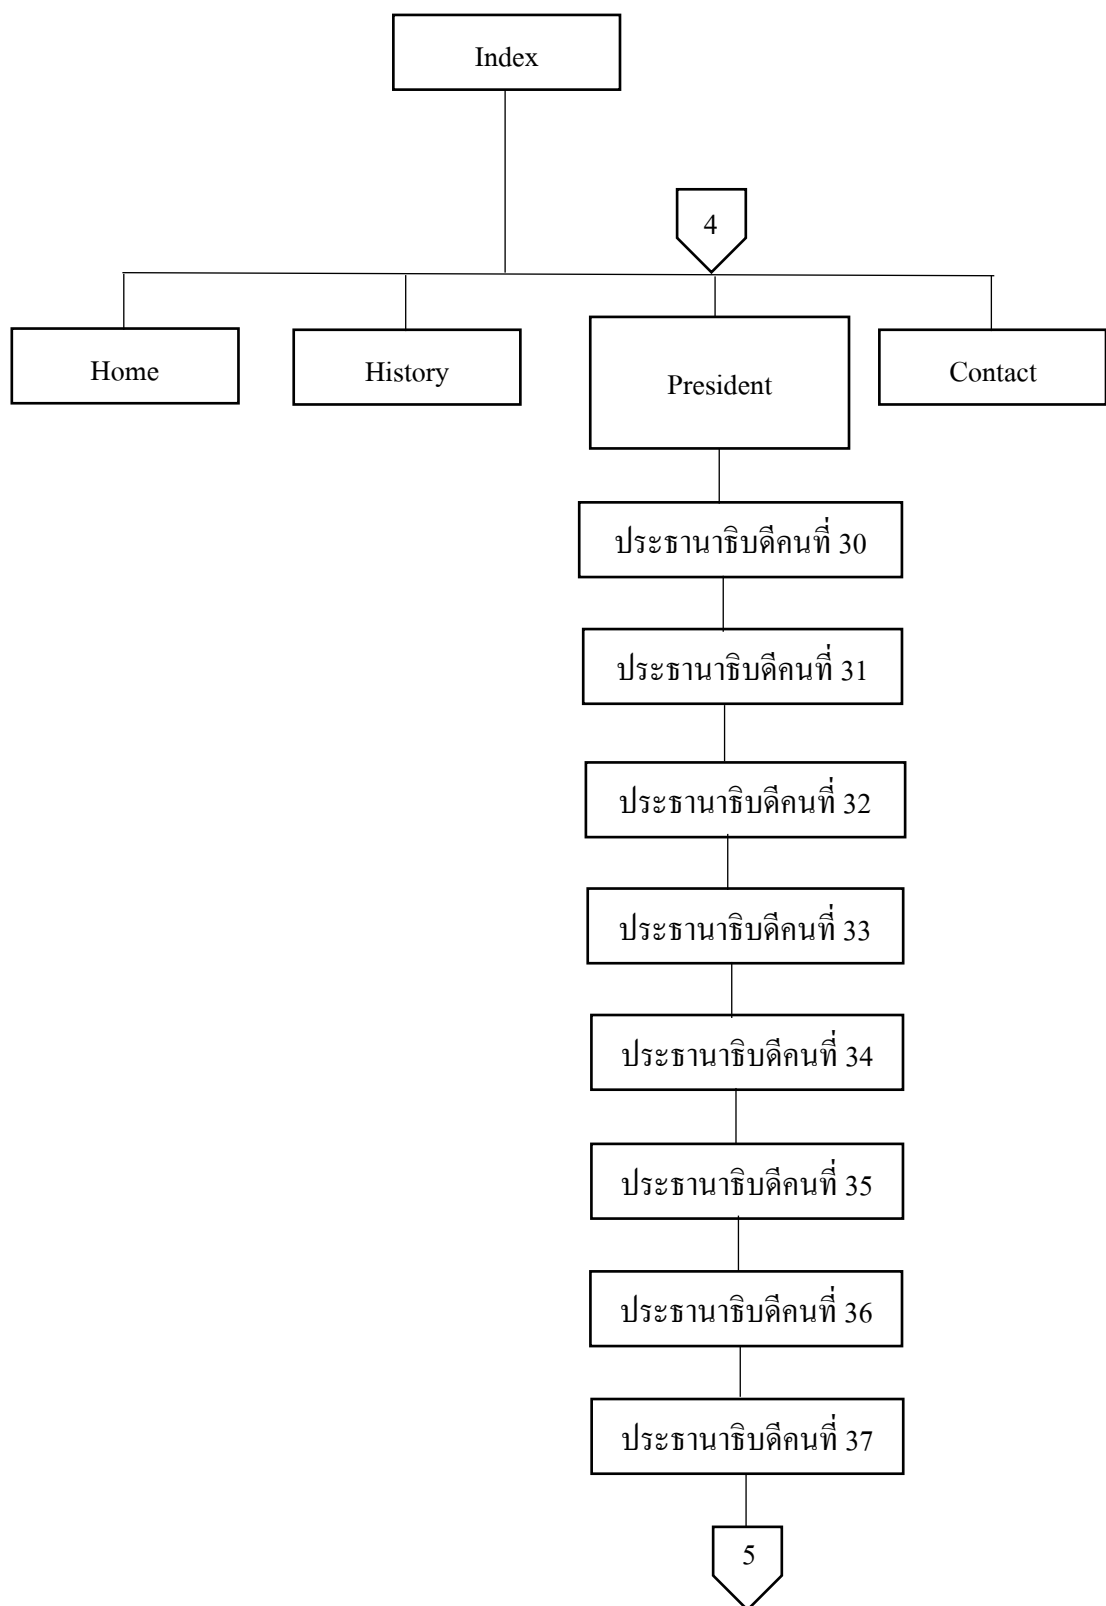 Index
4
Home
History
President
Contact
ประธานาธิบดีคนที่ 30
ประธานาธิบดีคนที่ 31
ประธานาธิบดีคนที่ 32
ประธานาธิบดีคนที่ 33
ประธานาธิบดีคนที่ 34
ประธานาธิบดีคนที่ 35
ประธานาธิบดีคนที่ 36
ประธานาธิบดีคนที่ 37
5